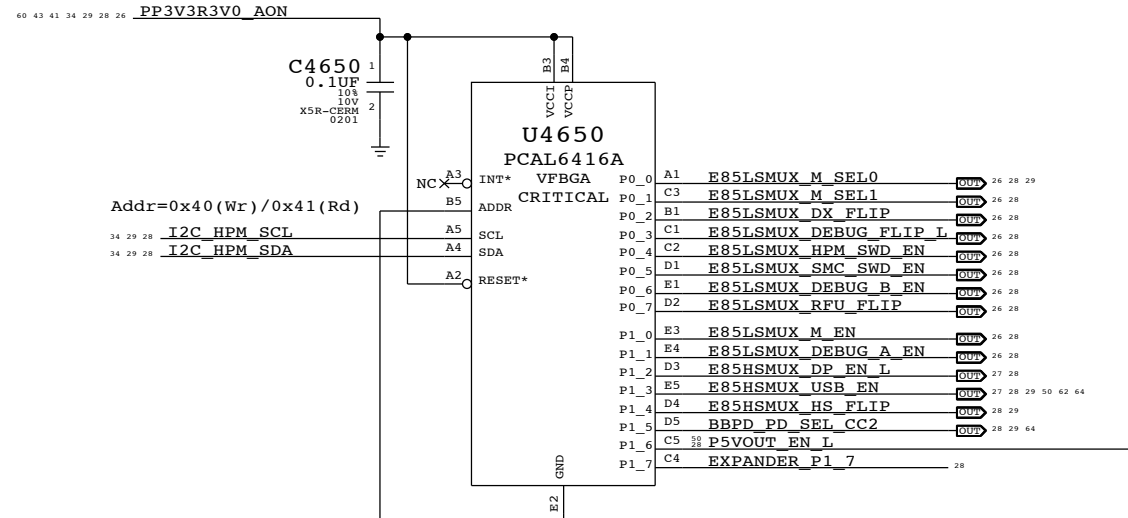 60 43 41 34 29 28 26 PP3V3R3V0_AON
C4650 1
0.1UF
10%
10V
X5R-CERM 2
0201
B3 B4
VCCI VCCP
U4650
PCAL6416A
VFBGA
CRITICAL
NC A3 INT*
B5 ADDR
Addr=0x40(Wr)/0x41(Rd)
34 29 28 I2C_HPM_SCL A5 SCL
34 29 28 I2C_HPM_SDA A4 SDA
A2 RESET*
P0_0 A1 E85LSMUX_M_SEL0 OUT 26 28 29
P0_1 C3 E85LSMUX_M_SEL1 OUT 26 28
P0_2 B1 E85LSMUX_DX_FLIP OUT 26 28
P0_3 C1 E85LSMUX_DEBUG_FLIP_L OUT 26 28
P0_4 C2 E85LSMUX_HPM_SWD_EN OUT 26 28
P0_5 D1 E85LSMUX_SMC_SWD_EN OUT 26 28
P0_6 E1 E85LSMUX_DEBUG_B_EN OUT 26 28
P0_7 D2 E85LSMUX_RFU_FLIP OUT 26 28
P1_0 E3 E85LSMUX_M_EN OUT 26 28
P1_1 E4 E85LSMUX_DEBUG_A_EN OUT 26 28
P1_2 D3 E85HSMUX_DP_EN_L OUT 27 28
P1_3 E5 E85HSMUX_USB_EN OUT 27 28 29 50 62 64
P1_4 D4 E85HSMUX_HS_FLIP OUT 28 29
P1_5 D5 BBPD_PD_SEL_CC2 OUT 28 29 64
P1_6 C5 50 28 P5VOUT_EN_L
P1_7 C4 EXPANDER_P1_7 28
GND
E2